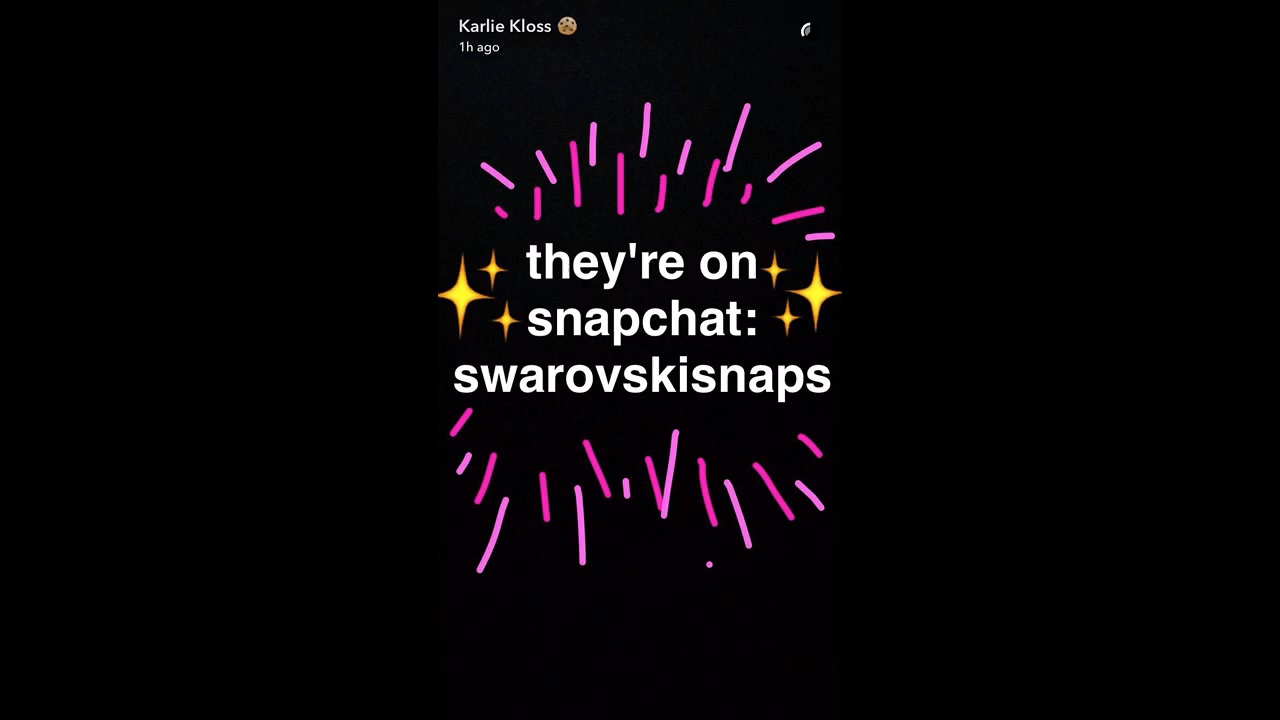 Karlie Kloss 🍪
1h ago
they're on
snapchat:
swarovskisnaps